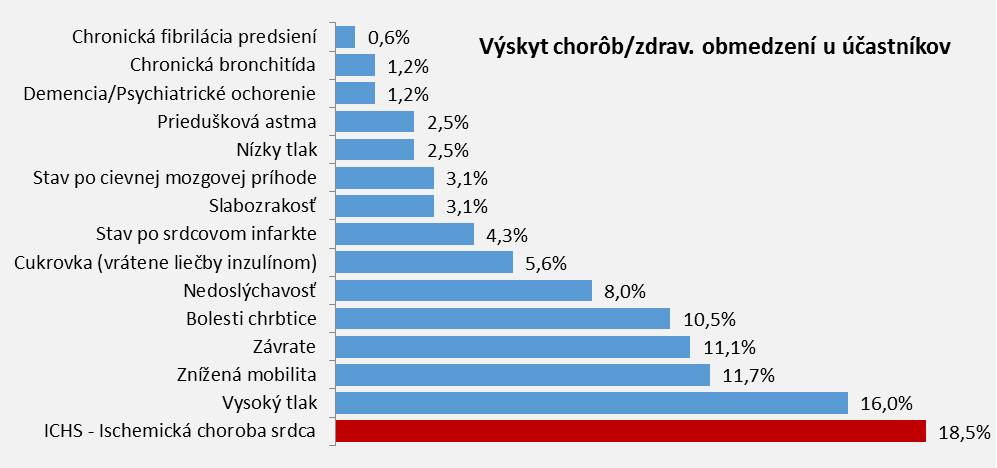 Výskyt chorôb/zdrav. obmedzení u účastníkov
Chronická fibrilácia predsiení 0,6%
Chronická bronchitída 1,2%
Demencia/Psychiatrické ochorenie 1,2%
Priedušková astma 2,5%
Nízky tlak 2,5%
Stav po cievnej mozgovej príhode 3,1%
Slabozrakosť 3,1%
Stav po srdcovom infarkte 4,3%
Cukrovka (vrátene liečby inzulínom) 5,6%
Nedoslýchavosť 8,0%
Bolesti chrbtice 10,5%
Závrate 11,1%
Znížená mobilita 11,7%
Vysoký tlak 16,0%
ICHS - Ischemická choroba srdca 18,5%